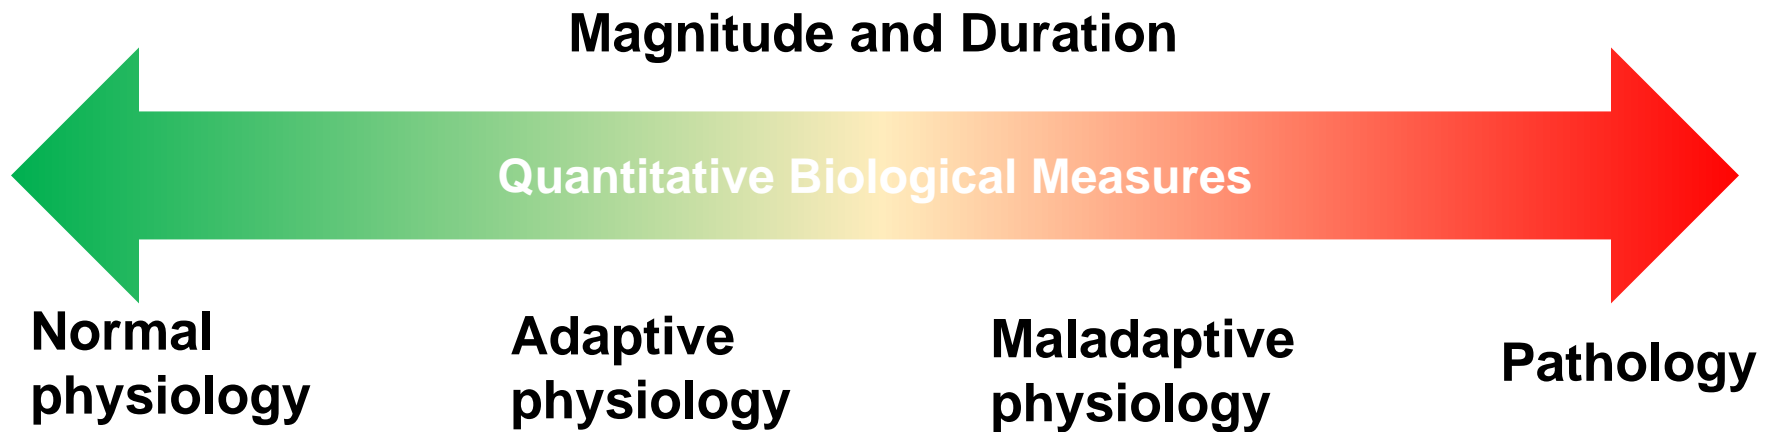 Magnitude and Duration
Quantitative Biological Measures
Normal
physiology
Adaptive
physiology
Maladaptive
physiology
Pathology